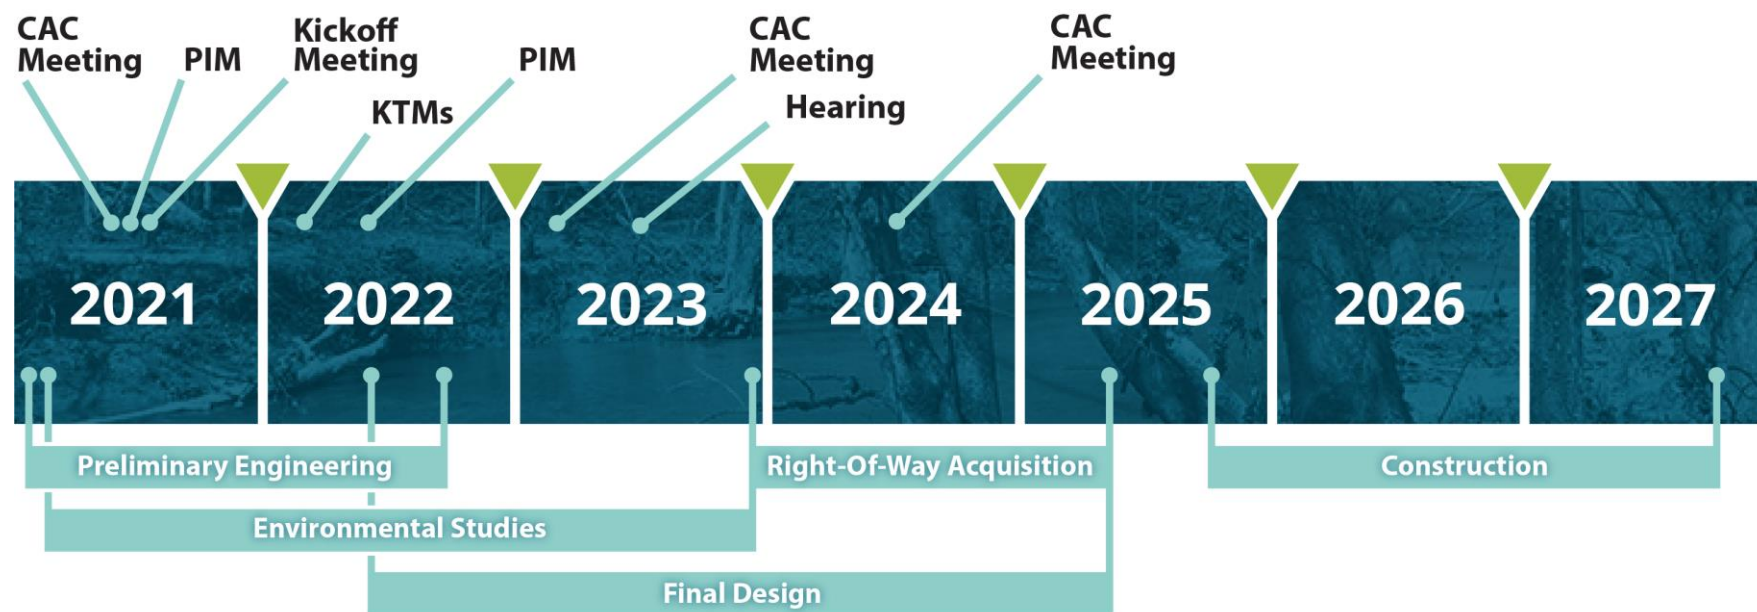 CAC
Meeting
PIM
Kickoff
Meeting
KTMs
PIM
CAC
Meeting
Hearing
CAC
Meeting
2021
2022
2023
2024
2025
2026
2027
Preliminary Engineering
Right-Of-Way Acquisition
Construction
Environmental Studies
Final Design